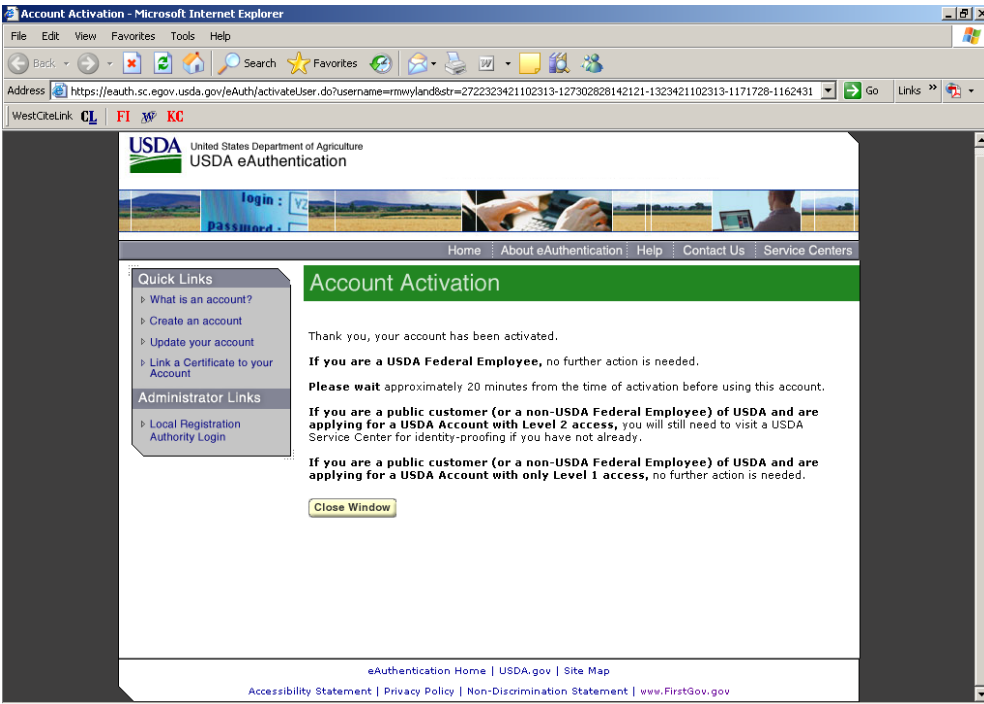 Account Activation - Microsoft Internet Explorer
File Edit View Favorites Tools Help
Back Search Favorites
Address https://eauth.sc.egov.usda.gov/eAuth/activateUser.do?username=rmwyland&str=2722323421102313-127302828142121-1323421102313-1171728-1162431 Go Links »
WestCiteLink CL FI W KC
USDA United States Department of Agriculture
USDA eAuthentication
login :
YZ
password :
Home About eAuthentication Help Contact Us Service Centers
Quick Links
What is an account?
Create an account
Update your account
Link a Certificate to your
Account
Administrator Links
Local Registration
Authority Login
Account Activation
Thank you, your account has been activated.
If you are a USDA Federal Employee, no further action is needed.
Please wait approximately 20 minutes from the time of activation before using this account.
If you are a public customer (or a non-USDA Federal Employee) of USDA and are
applying for a USDA Account with Level 2 access, you will still need to visit a USDA
Service Center for identity-proofing if you have not already.
If you are a public customer (or a non-USDA Federal Employee) of USDA and are
applying for a USDA Account with only Level 1 access, no further action is needed.
Close Window
eAuthentication Home | USDA.gov | Site Map
Accessibility Statement | Privacy Policy | Non-Discrimination Statement | www.FirstGov.gov